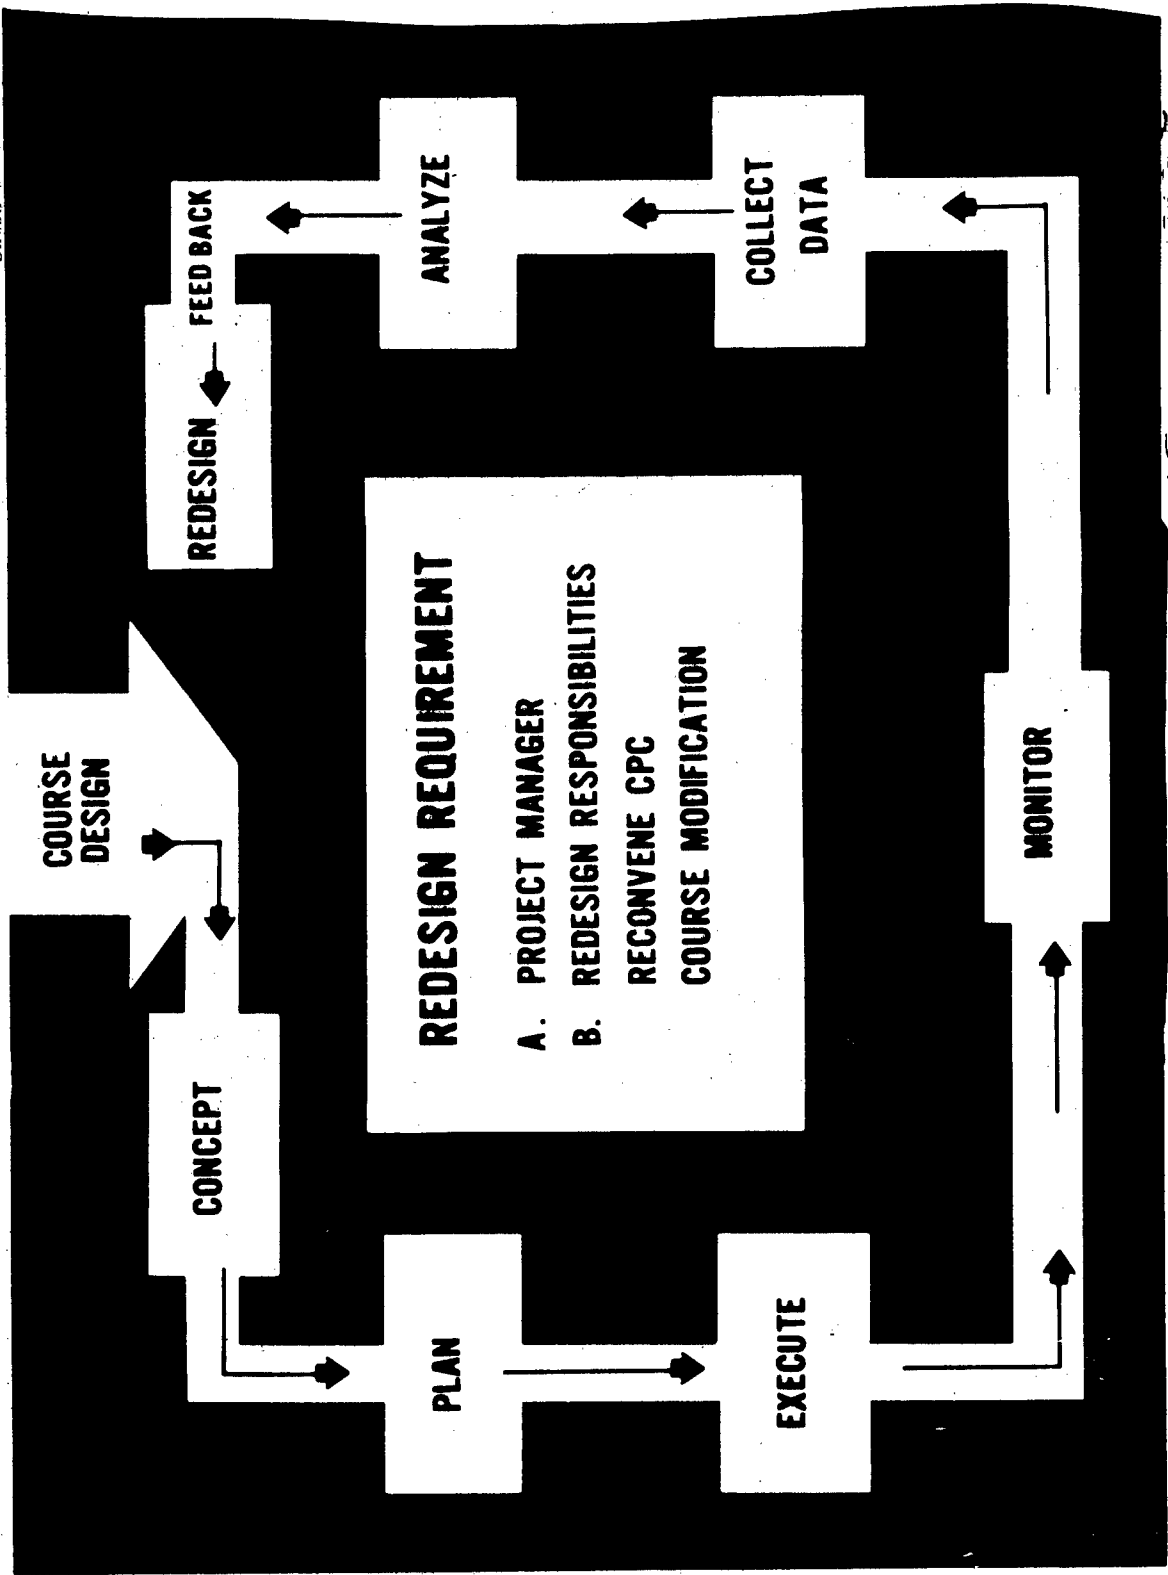 COURSE
DESIGN
CONCEPT
PLAN
EXECUTE
MONITOR
COLLECT
DATA
ANALYZE
FEED BACK
REDESIGN
REDESIGN REQUIREMENT
A. PROJECT MANAGER
B. REDESIGN RESPONSIBILITIES
RECONVENE CPC
COURSE MODIFICATION